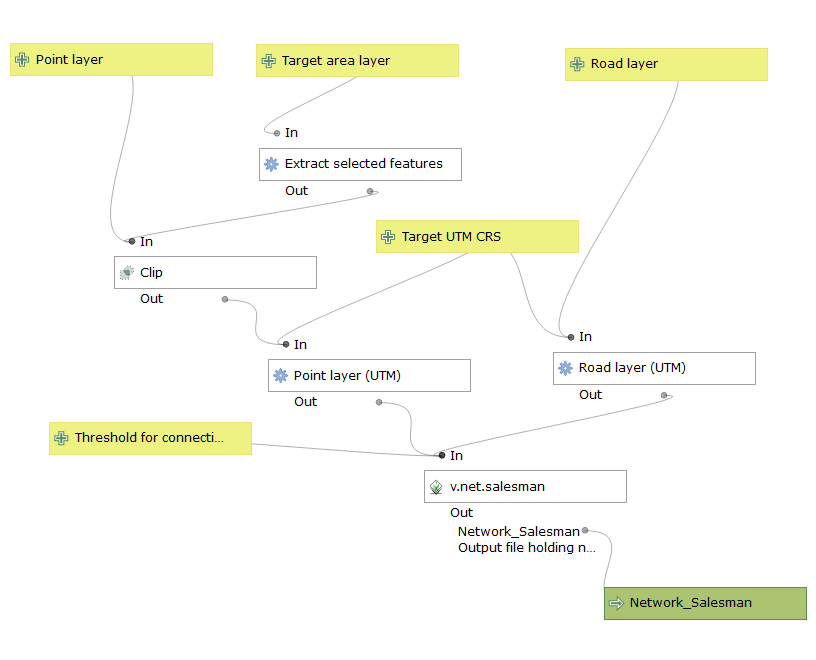 Point layer
Target area layer
Road layer
In
Extract selected features
Out
Target UTM CRS
In
Clip
Out
In
Road layer (UTM)
Out
In
Point layer (UTM)
Out
Threshold for connecti...
In
v.net.salesman
Out
Network_Salesman
Output file holding n...
Network_Salesman